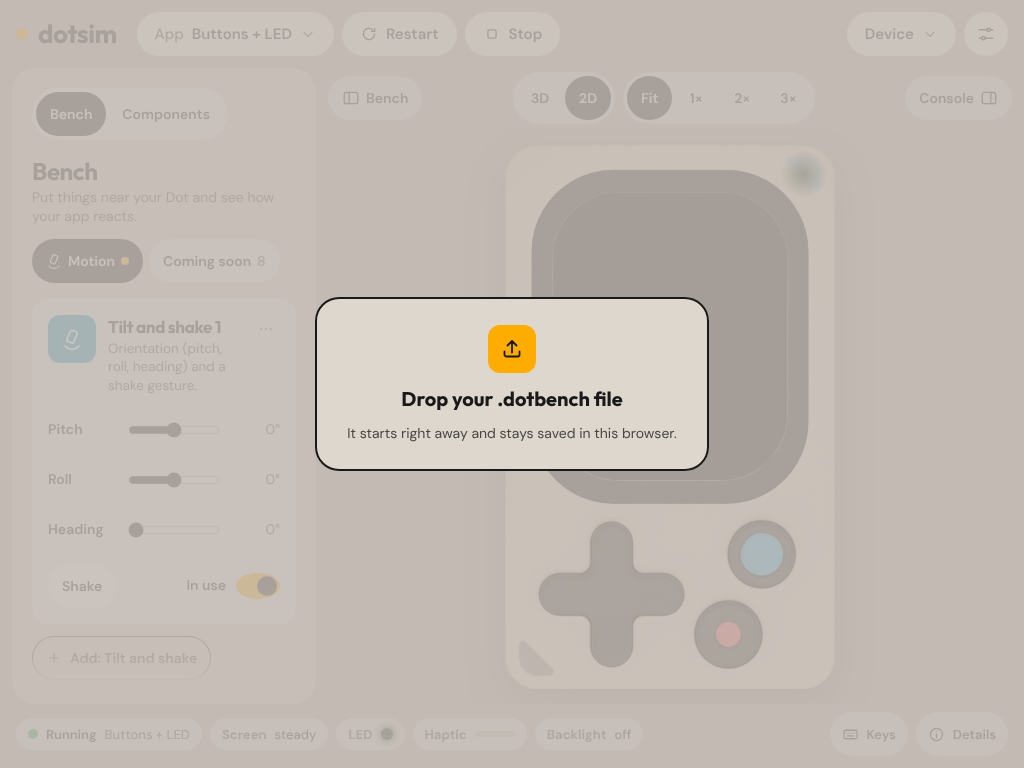 dotsim
App Buttons + LED
Restart
Stop
Device
Bench
Components
Bench
3D
2D
Fit
1×
2×
3×
Console
Bench
Put things near your Dot and see how
your app reacts.
Motion
Coming soon 8
Tilt and shake 1
Orientation (pitch,
roll, heading) and a
shake gesture.
Pitch
0°
Roll
0°
Heading
0°
Shake
In use
Add: Tilt and shake
Drop your .dotbench file
It starts right away and stays saved in this browser.
Running Buttons + LED
Screen steady
LED
Haptic
Backlight off
Keys
Details